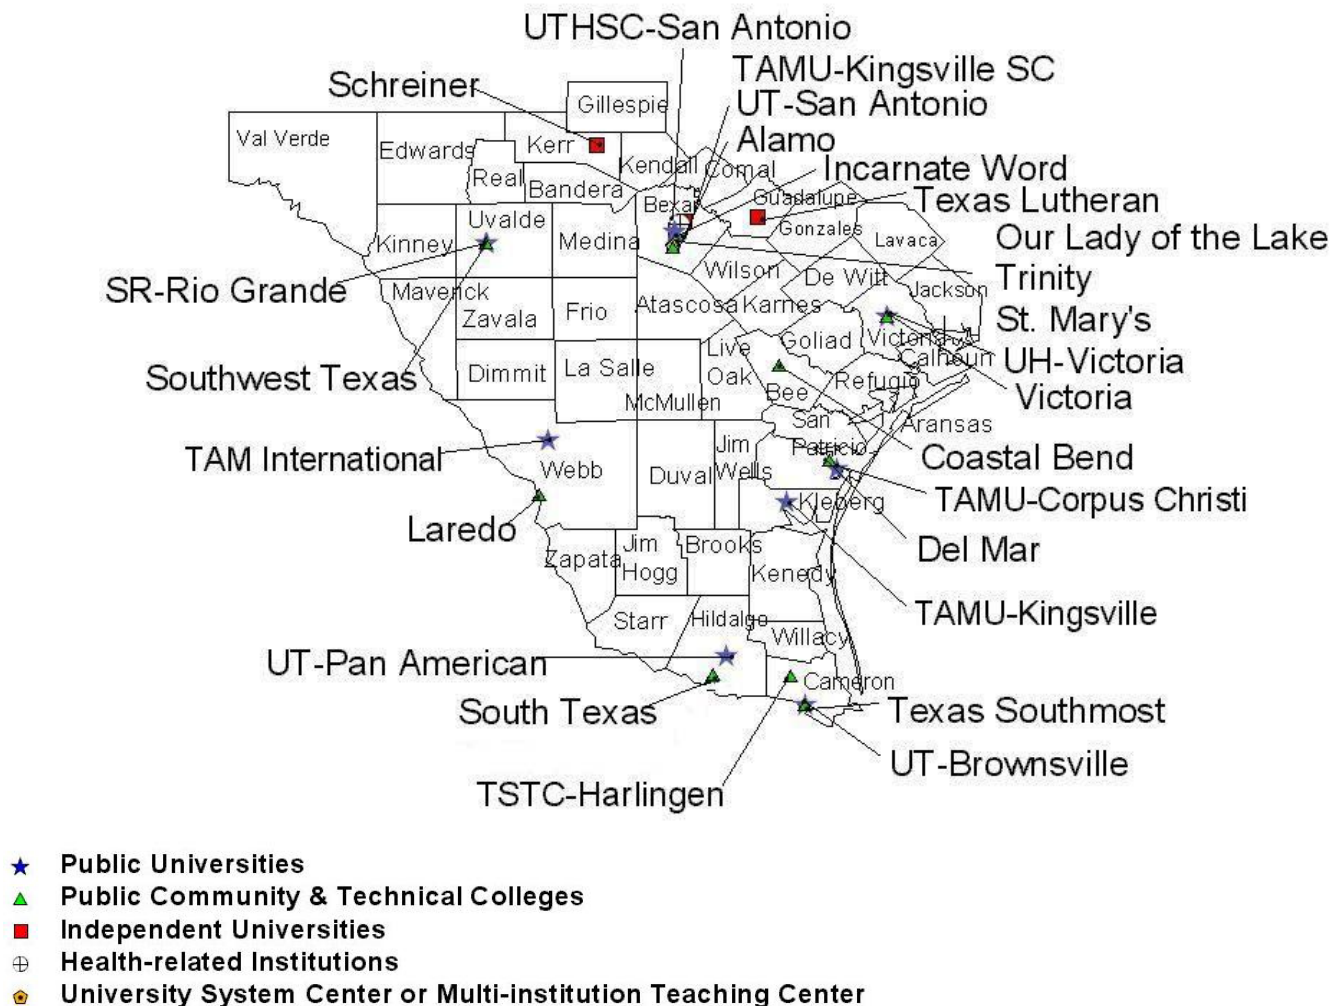 UTHSC-San Antonio
TAMU-Kingsville SC
Schreiner
UT-San Antonio
Gillespie
Alamo
Val Verde
Edwards
Kerr
Kendall
Comal
Incarnate Word
Real
Bandera
Bexar
Guadalupe
Texas Lutheran
Uvalde
Gonzales
Kinney
Medina
Lavaca
Our Lady of the Lake
Wilson
De Witt
Trinity
SR-Rio Grande
Maverick
Jackson
Zavala
Frio
Atascosa
Karnes
St. Mary's
Goliad
Victoria
Live
Oak
Calhoun
UH-Victoria
Southwest Texas
Dimmit
La Salle
Refugio
Victoria
McMullen
Bee
San
Patricio
Aransas
TAM International
Webb
Duval
Jim
Wells
Coastal Bend
TAMU-Corpus Christi
Kleberg
Laredo
Del Mar
Zapata
Jim
Hogg
Brooks
Kenedy
TAMU-Kingsville
Starr
Hildalgo
Willacy
UT-Pan American
Cameron
South Texas
Texas Southmost
UT-Brownsville
TSTC-Harlingen
Public Universities
Public Community & Technical Colleges
Independent Universities
Health-related Institutions
University System Center or Multi-institution Teaching Center